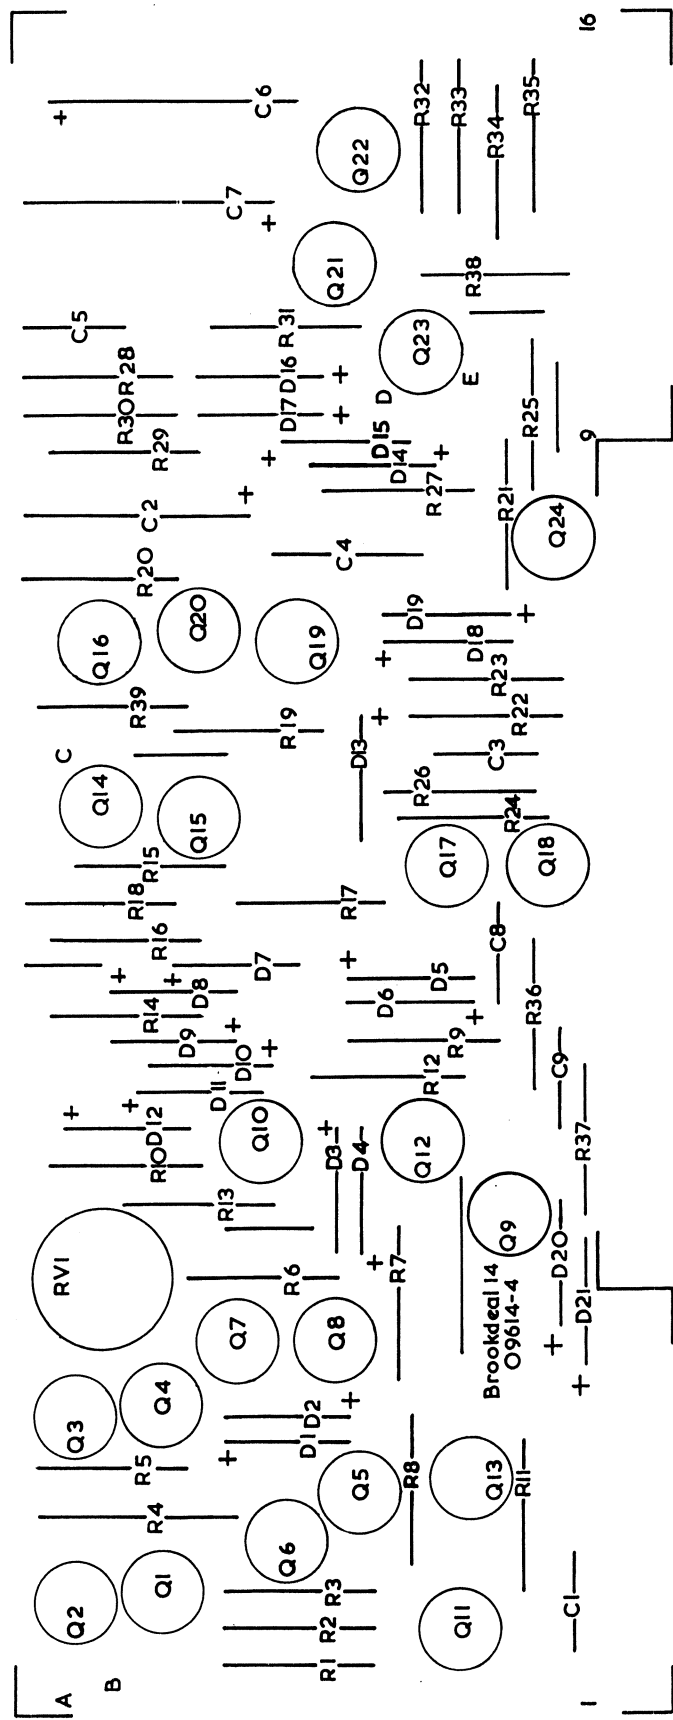 A
Q2
Q3
RV1
+
C
C5
+
B
+
+
Q14
Q16
Q1
R4
R5
Q4
R10
D12
R14
R16
R18
R15
R39
R20
C2
R29
R30
R28
D11
D9
D8
+
Q15
Q20
R13
Q7
D10
+
+
C7
+
Q10
+
D7
R19
+
C6
+
Q6
D1
D2
R6
D17
D16
R31
R1
R2
R3
Q5
+
Q8
D3
+
D4
+
R17
D13
Q19
C4
+
+
Q21
Q22
+
R7
D6
+
D15
D
R8
Q12
R12
D5
R26
D19
D14
Q23
R32
Q11
R9
+
Q17
R27
+
R33
D18
E
R38
Q13
Brookdeal 14
09614-4
Q9
C8
C3
R23
R21
R34
R11
R36
R24
R22
+
R25
R35
+
D20
C9
Q18
Q24
C1
+
D21
R37
1
9
16